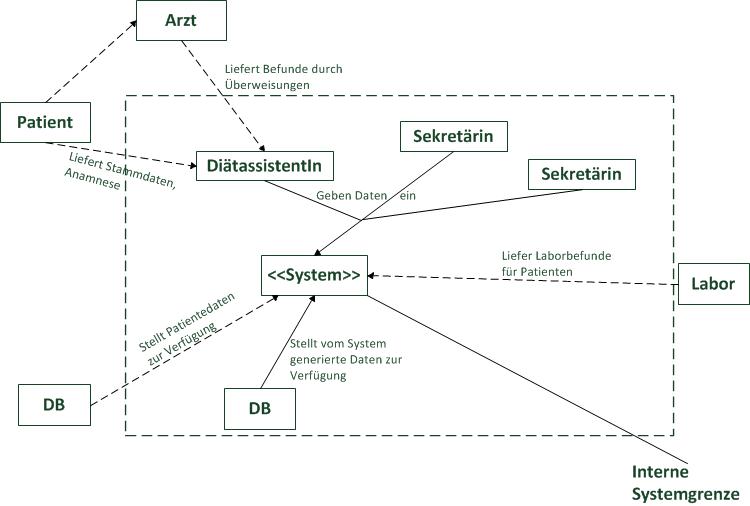 Arzt
Liefert Befunde durch
Überweisungen
Patient
Sekretärin
DiätassistentIn
Liefert Stammdaten,
Anamnese
Sekretärin
Geben Daten ein
<<System>>
Liefer Laborbefunde
für Patienten
Labor
Stellt Patientedaten
zur Verfügung
Stellt vom System
generierte Daten zur
Verfügung
DB
DB
Interne
Systemgrenze